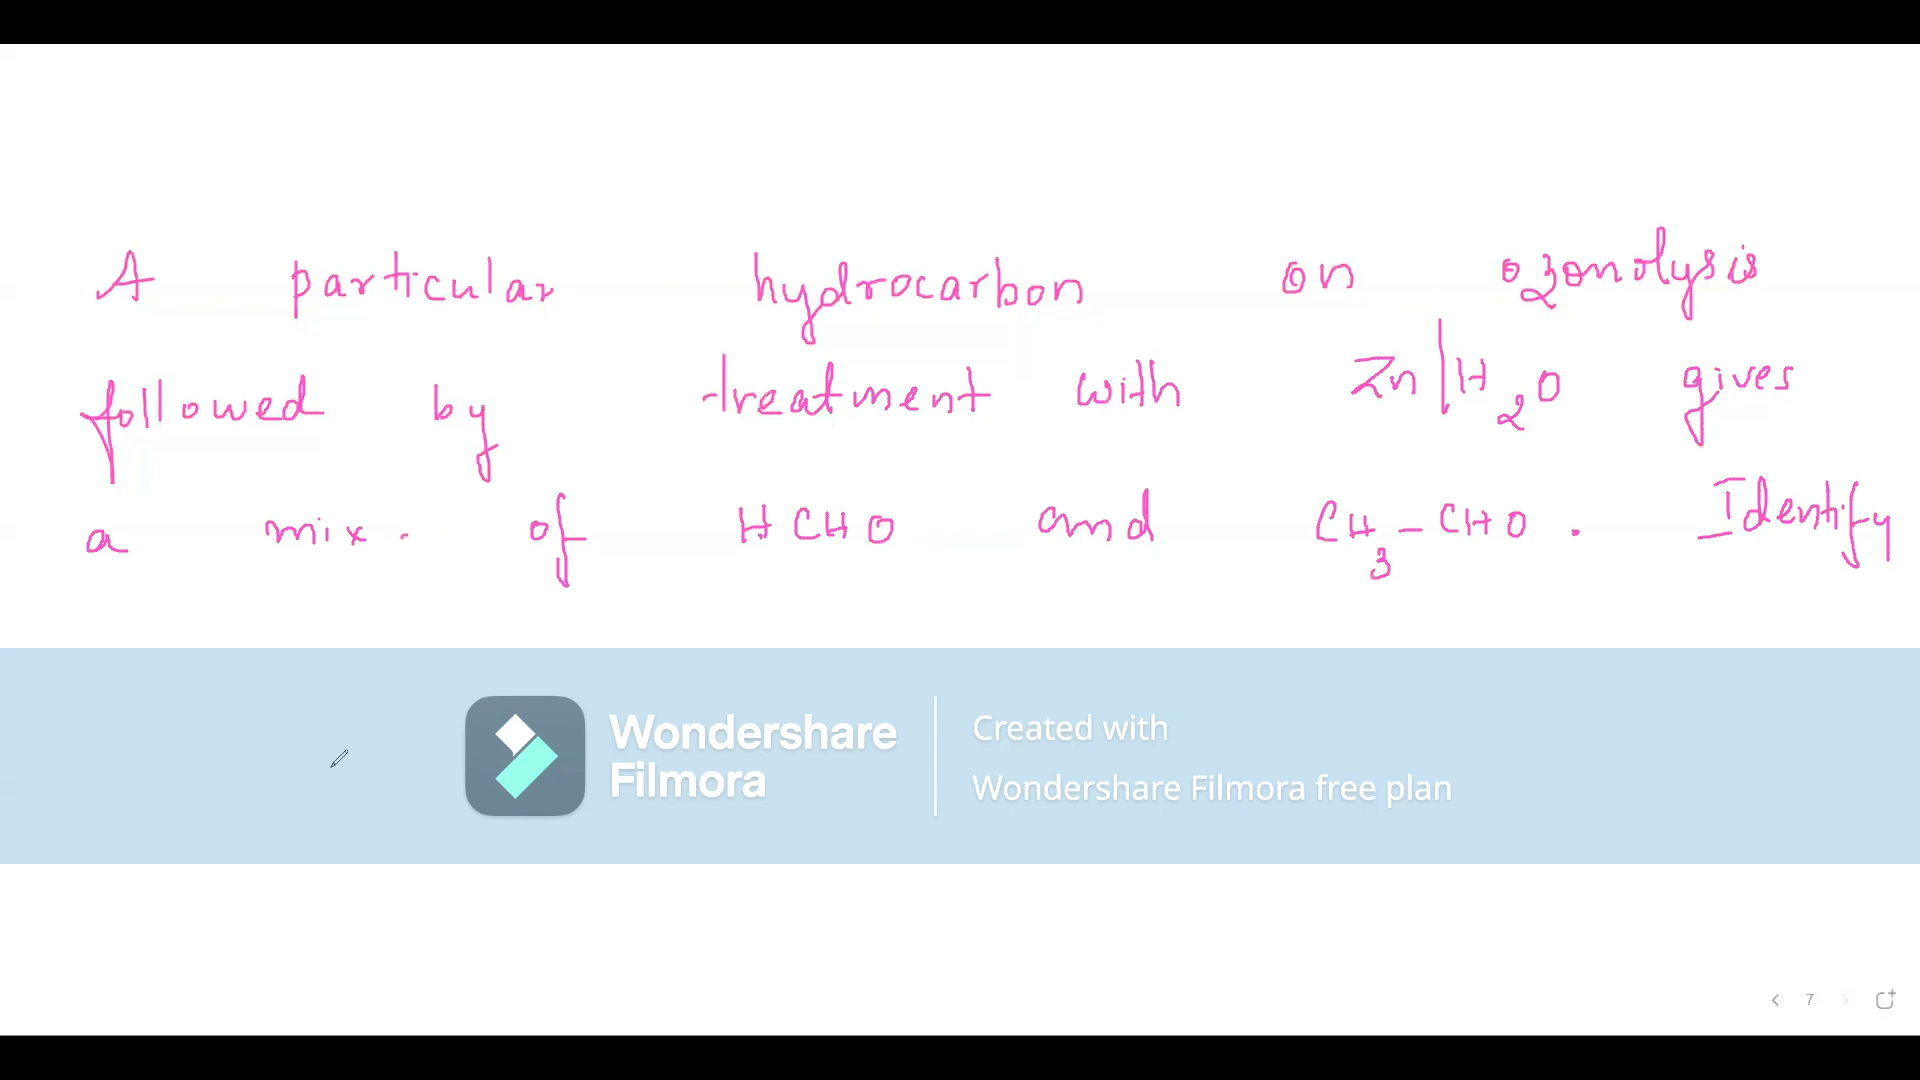 A particular hydrocarbon on ozonolysis
followed by treatment with Zn|H2O gives
a mix. of HCHO and CH3-CHO. Identify
Wondershare Filmora
Created with
Wondershare Filmora free plan
7